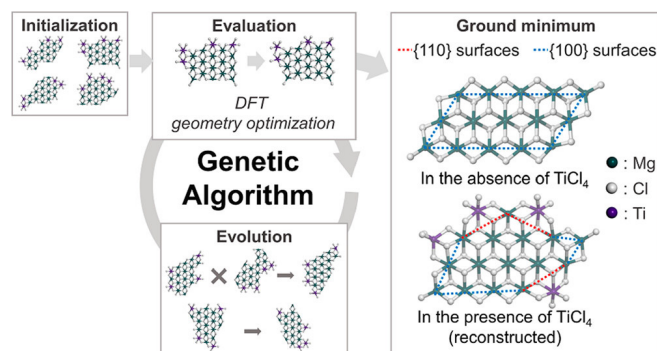 Initialization
Evaluation
DFT
geometry optimization
Genetic
Algorithm
Evolution
Ground minimum
{110} surfaces
{100} surfaces
In the absence of TiCl₄
: Mg
: Cl
: Ti
In the presence of TiCl₄
(reconstructed)